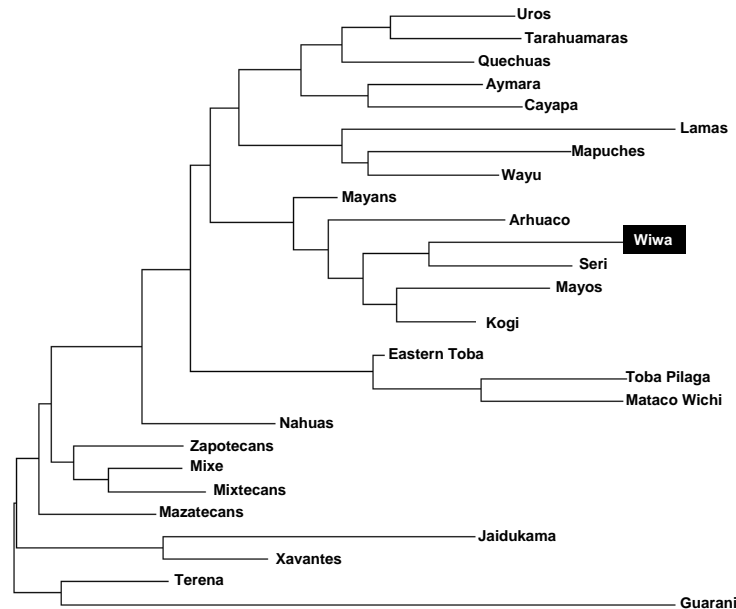 Uros
Tarahuamaras
Quechuas
Aymara
Cayapa
Lamas
Mapuches
Wayu
Mayans
Arhuaco
Wiwa
Seri
Mayos
Kogi
Eastern Toba
Toba Pilaga
Mataco Wichi
Nahuas
Zapotecans
Mixe
Mixtecans
Mazatecans
Jaidukama
Xavantes
Terena
Guarani